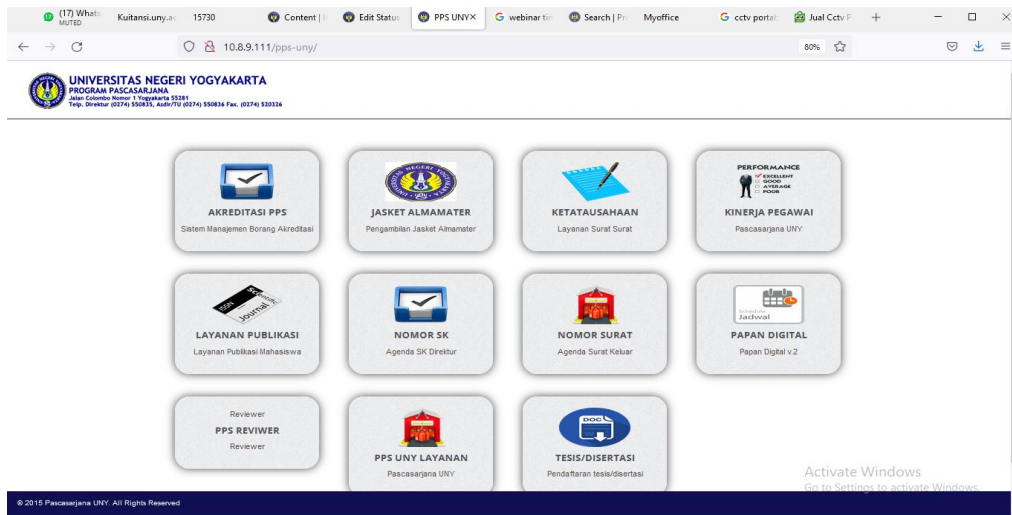 (17) Whats
MUTED
Kuitansi.uny.ac
15730
Content |
Edit Status
PPS UNY
webinar tin
Search | Pr
Myoffice
cctv portab
Jual Cctv P
10.8.9.111/pps-uny/
80%
UNIVERSITAS NEGERI YOGYAKARTA
PROGRAM PASCASARJANA
Jalan Colombo Nomor 1 Yogyakarta 55281
Telp. Direktur (0274) 550835, Asdir/TU (0274) 550836 Fax. (0274) 520326
AKREDITASI PPS
Sistem Manajemen Borang Akreditasi
JASKET ALMAMATER
Pengambilan Jasket Almamater
KETATAUSAHAAN
Layanan Surat Surat
PERFORMANCE
EXCELLENT
GOOD
AVERAGE
POOR
KINERJA PEGAWAI
Pascasarjana UNY
ISSN
Scientific
Journal
LAYANAN PUBLIKASI
Layanan Publikasi Mahasiswa
NOMOR SK
Agenda SK Direktur
NOMOR SURAT
Agenda Surat Keluar
Schedule
Jadwal
PAPAN DIGITAL
Papan Digital v.2
Reviewer
PPS REVIWER
Reviewer
PPS UNY LAYANAN
Pascasarjana UNY
DOC
TESIS/DISERTASI
Pendaftaran tesis/disertasi
Activate Windows
Go to Settings to activate Windows.
© 2015 Pascasarjana UNY. All Rights Reserved